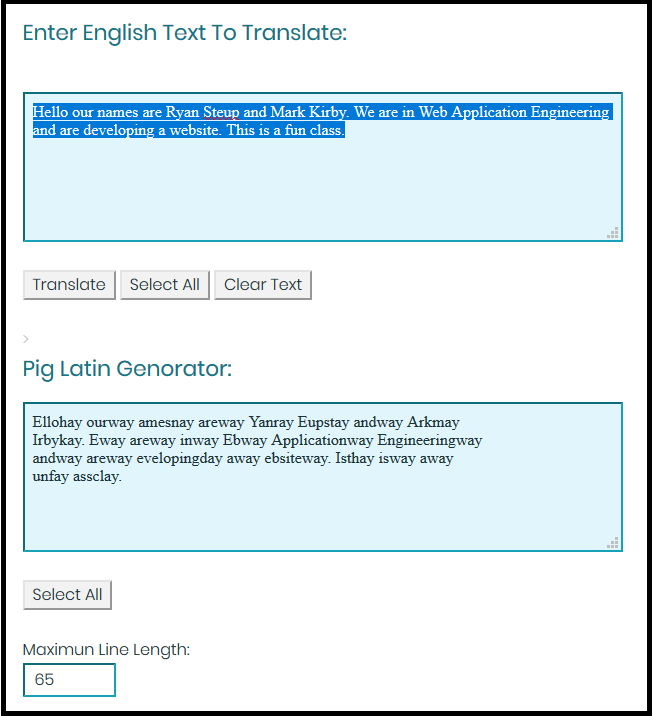 Enter English Text To Translate:
Hello our names are Ryan Steup and Mark Kirby. We are in Web Application Engineering
and are developing a website. This is a fun class.
Translate Select All Clear Text
>
Pig Latin Genorator:
Ellohay ourway amesnay areway Yanray Eupstay andway Arkmay
Irbykay. Eway areway inway Ebway Applicationway Engineeringway
andway areway evelopingday away ebsiteway. Isthay isway away
unfay assclay.
Select All
Maximun Line Length:
65